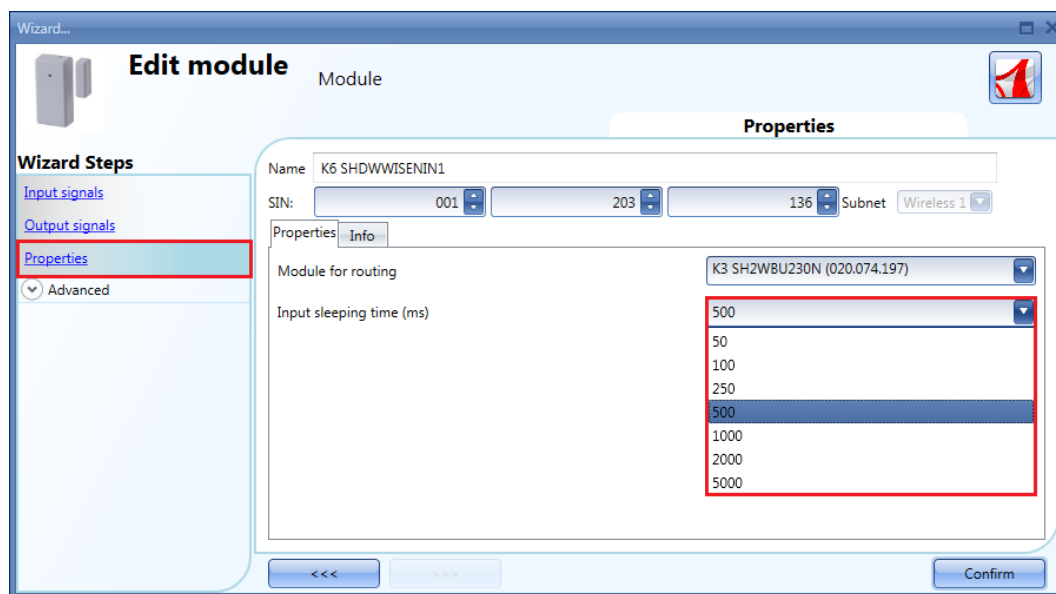 Wizard...
Edit module Module
Properties
Wizard Steps
Input signals
Output signals
Properties
Advanced
Name K6 SHDWWISENIN1
SIN: 001 203 136 Subnet Wireless 1
Properties Info
Module for routing K3 SH2WBU230N (020.074.197)
Input sleeping time (ms) 500
50
100
250
500
1000
2000
5000
<<< >>> Confirm